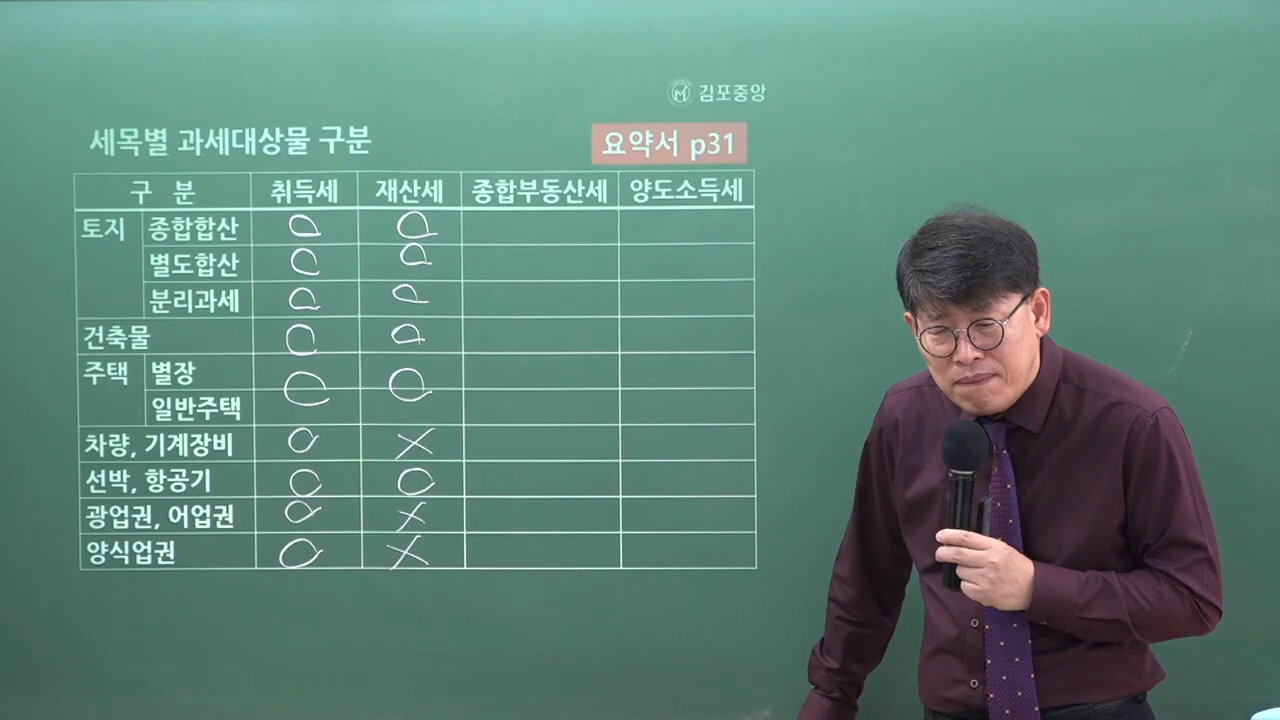 김포중앙
세목별 과세대상물 구분
요약서 p31
구 분 취득세 재산세 종합부동산세 양도소득세
토지 종합합산 O O
별도합산 O O
분리과세 O O
건축물 O O
주택 별장 O O
일반주택
차량, 기계장비 O X
선박, 항공기 O O
광업권, 어업권 O X
양식업권 O X